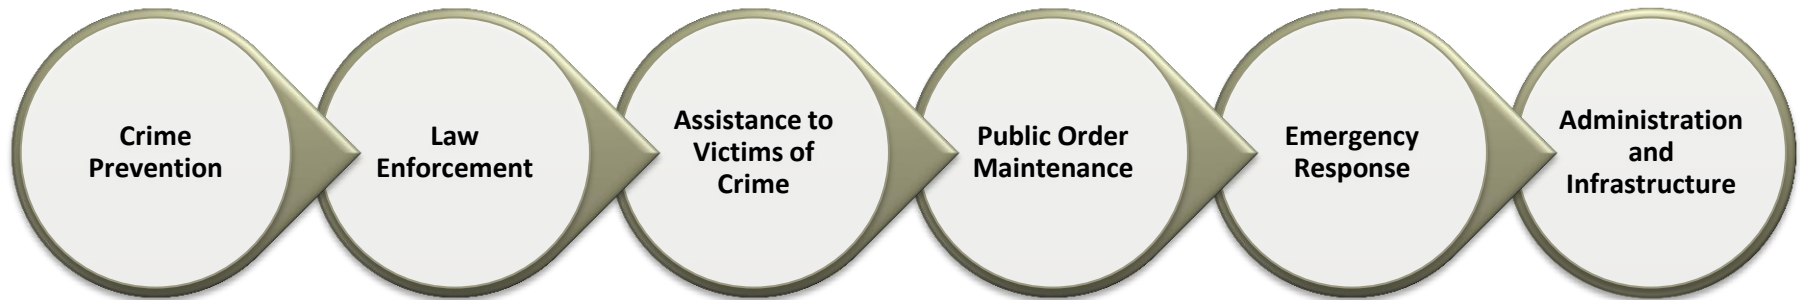 Crime
Prevention
Law
Enforcement
Assistance to
Victims of
Crime
Public Order
Maintenance
Emergency
Response
Administration
and
Infrastructure